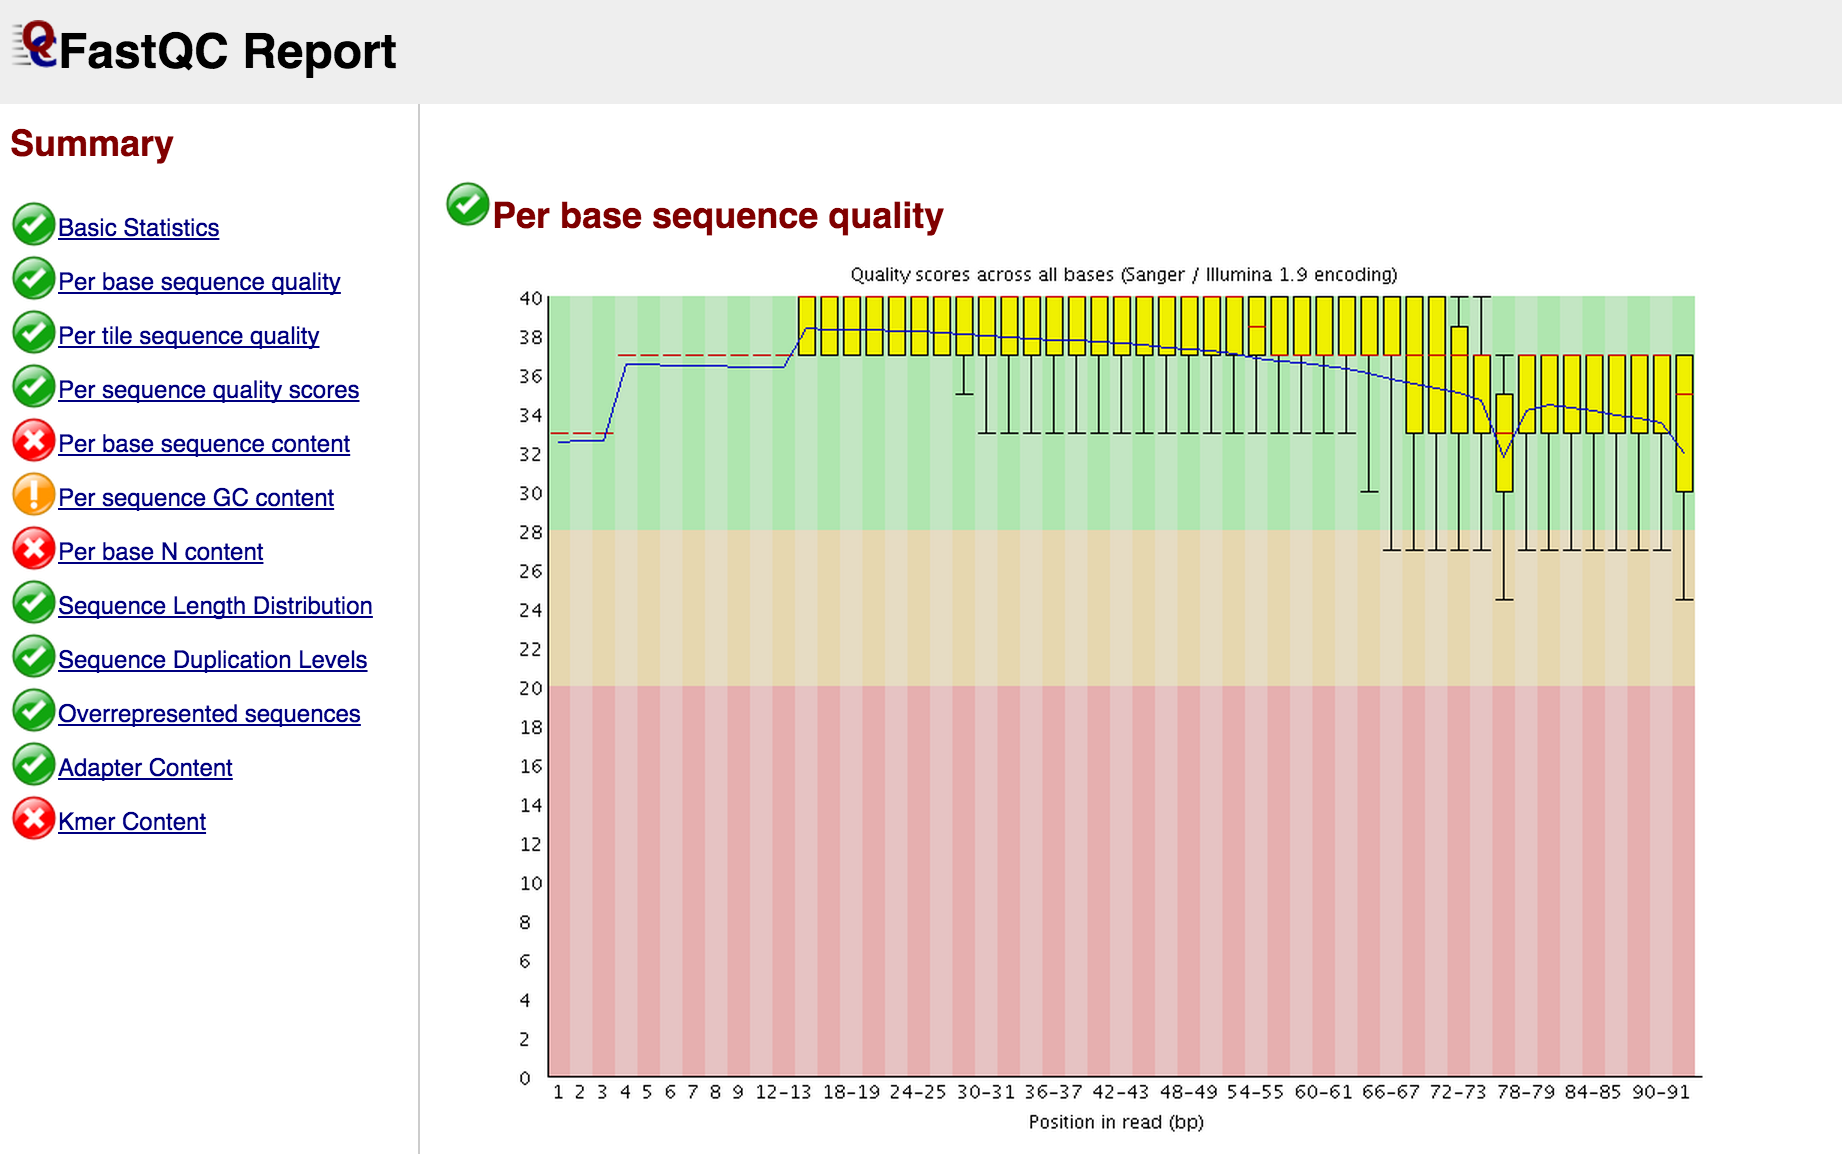 FastQC Report
Summary
Basic Statistics
Per base sequence quality
Per tile sequence quality
Per sequence quality scores
Per base sequence content
Per sequence GC content
Per base N content
Sequence Length Distribution
Sequence Duplication Levels
Overrepresented sequences
Adapter Content
Kmer Content
Per base sequence quality
Quality scores across all bases (Sanger / Illumina 1.9 encoding)
40
38
36
34
32
30
28
26
24
22
20
18
16
14
12
10
8
6
4
2
0
1 2 3 4 5 6 7 8 9 12-13 18-19 24-25 30-31 36-37 42-43 48-49 54-55 60-61 66-67 72-73 78-79 84-85 90-91
Position in read (bp)